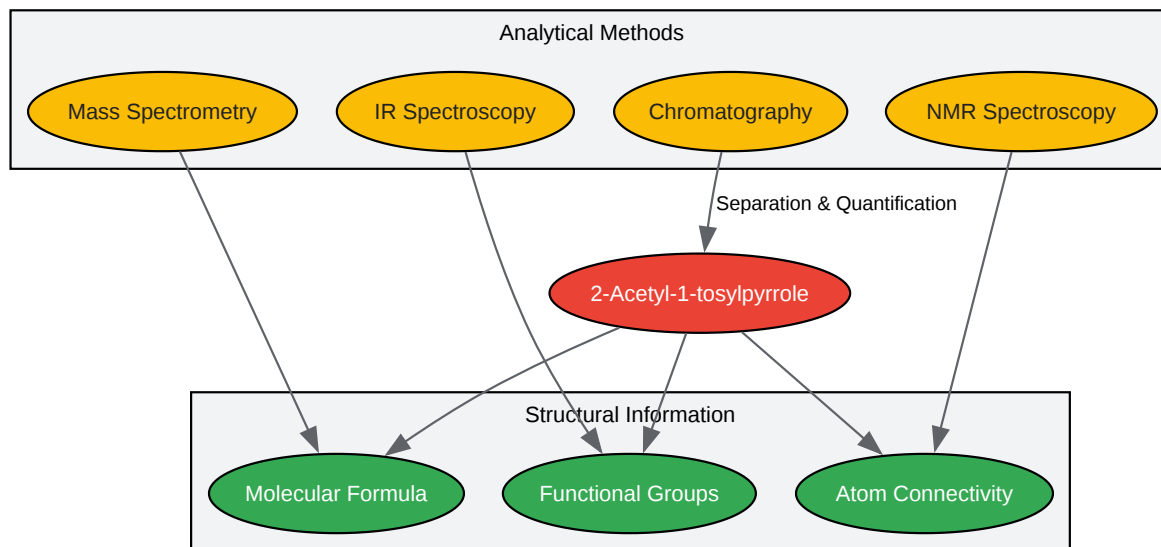 Analytical Methods
Mass Spectrometry
IR Spectroscopy
Chromatography
NMR Spectroscopy
Separation & Quantification
2-Acetyl-1-tosylpyrrole
Structural Information
Molecular Formula
Functional Groups
Atom Connectivity